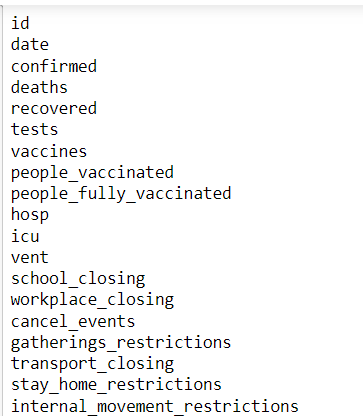 id
date
confirmed
deaths
recovered
tests
vaccines
people_vaccinated
people_fully_vaccinated
hosp
icu
vent
school_closing
workplace_closing
cancel_events
gatherings_restrictions
transport_closing
stay_home_restrictions
internal_movement_restrictions